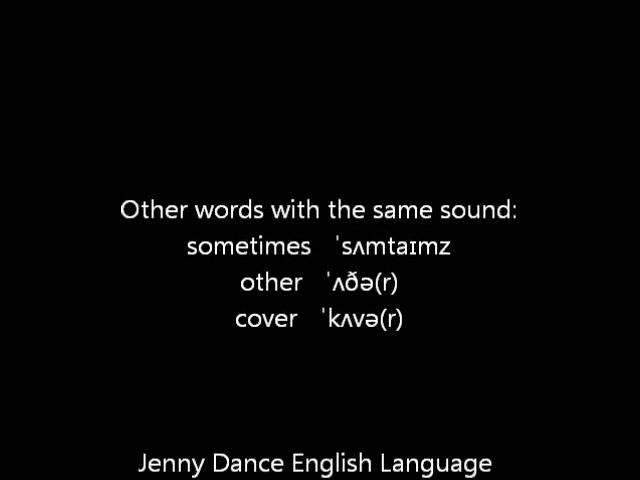 Other words with the same sound:
sometimes ˈsʌmtaɪmz
other ˈʌðə(r)
cover ˈkʌvə(r)
Jenny Dance English Language